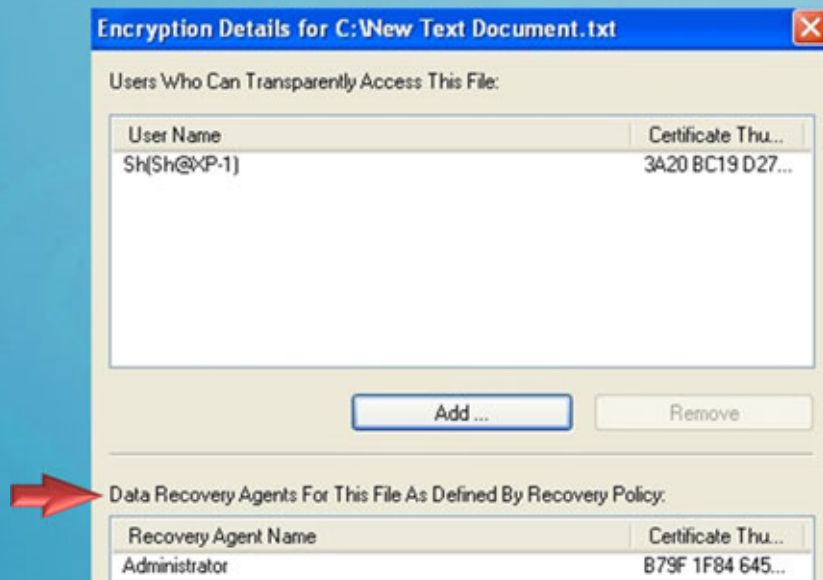 Encryption Details for C:\New Text Document.txt
Users Who Can Transparently Access This File:
User Name Certificate Thu...
Sh(Sh@XP-1) 3A20 BC19 D27...
Add ... Remove
Data Recovery Agents For This File As Defined By Recovery Policy:
Recovery Agent Name Certificate Thu...
Administrator B79F 1F84 645...